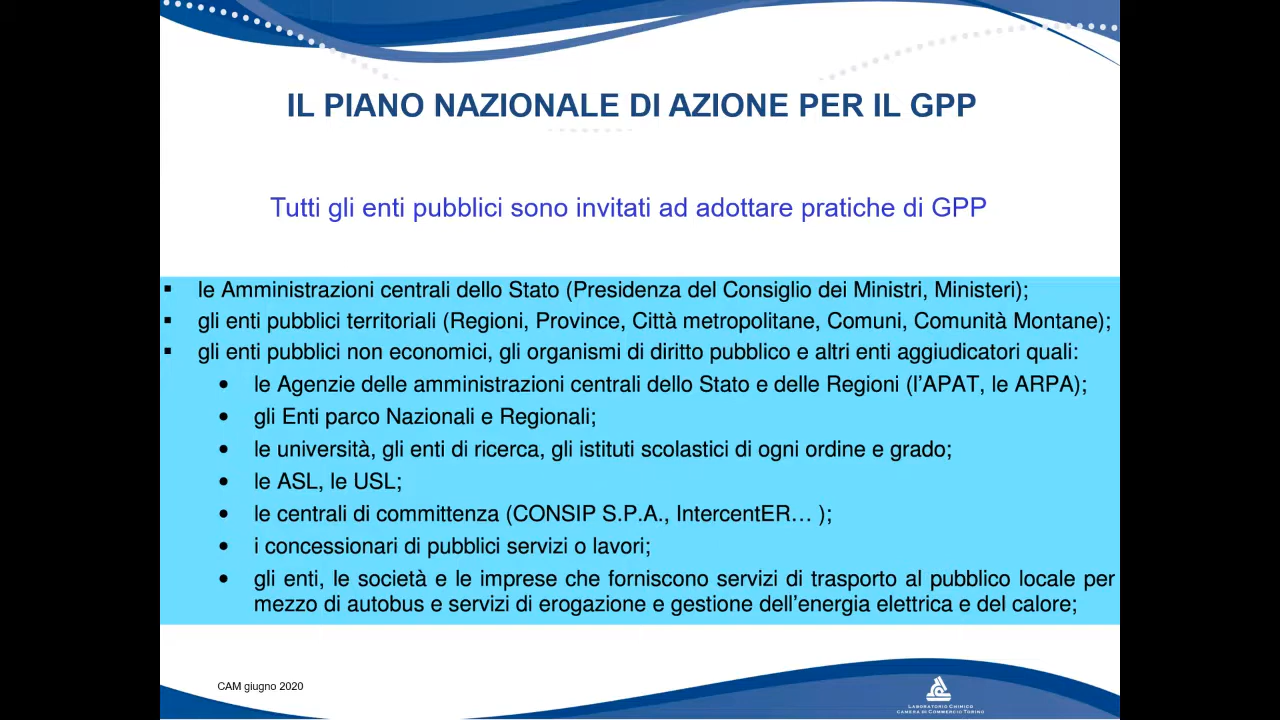 IL PIANO NAZIONALE DI AZIONE PER IL GPP
Tutti gli enti pubblici sono invitati ad adottare pratiche di GPP
▪ le Amministrazioni centrali dello Stato (Presidenza del Consiglio dei Ministri, Ministeri);
▪ gli enti pubblici territoriali (Regioni, Province, Città metropolitane, Comuni, Comunità Montane);
▪ gli enti pubblici non economici, gli organismi di diritto pubblico e altri enti aggiudicatori quali:
• le Agenzie delle amministrazioni centrali dello Stato e delle Regioni (l’APAT, le ARPA);
• gli Enti parco Nazionali e Regionali;
• le università, gli enti di ricerca, gli istituti scolastici di ogni ordine e grado;
• le ASL, le USL;
• le centrali di committenza (CONSIP S.P.A., IntercentER… );
• i concessionari di pubblici servizi o lavori;
• gli enti, le società e le imprese che forniscono servizi di trasporto al pubblico locale per
mezzo di autobus e servizi di erogazione e gestione dell’energia elettrica e del calore;
CAM giugno 2020
LABORATORIO CHIMICO
CAMERA DI COMMERCIO TORINO